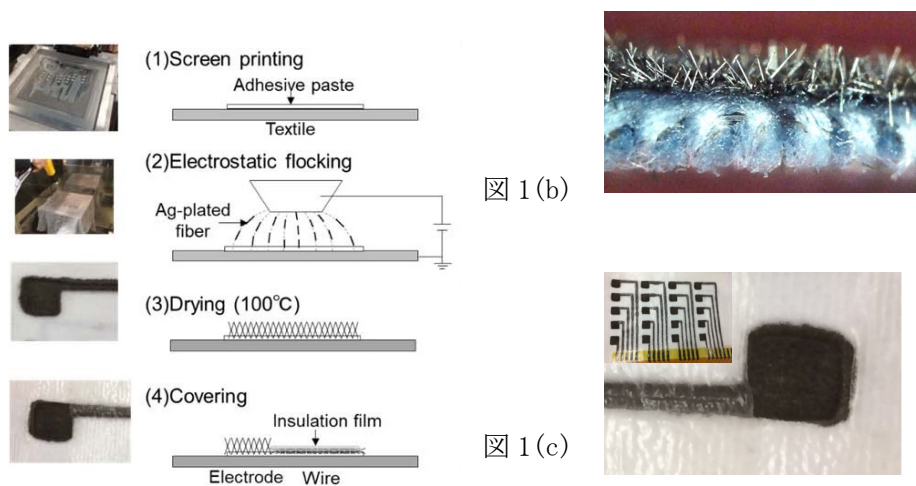 (1)Screen printing
Adhesive paste
Textile
(2)Electrostatic flocking
Ag-plated
fiber
(3)Drying (100℃)
(4)Covering
Insulation film
Electrode
Wire
図 1(b)
図 1(c)